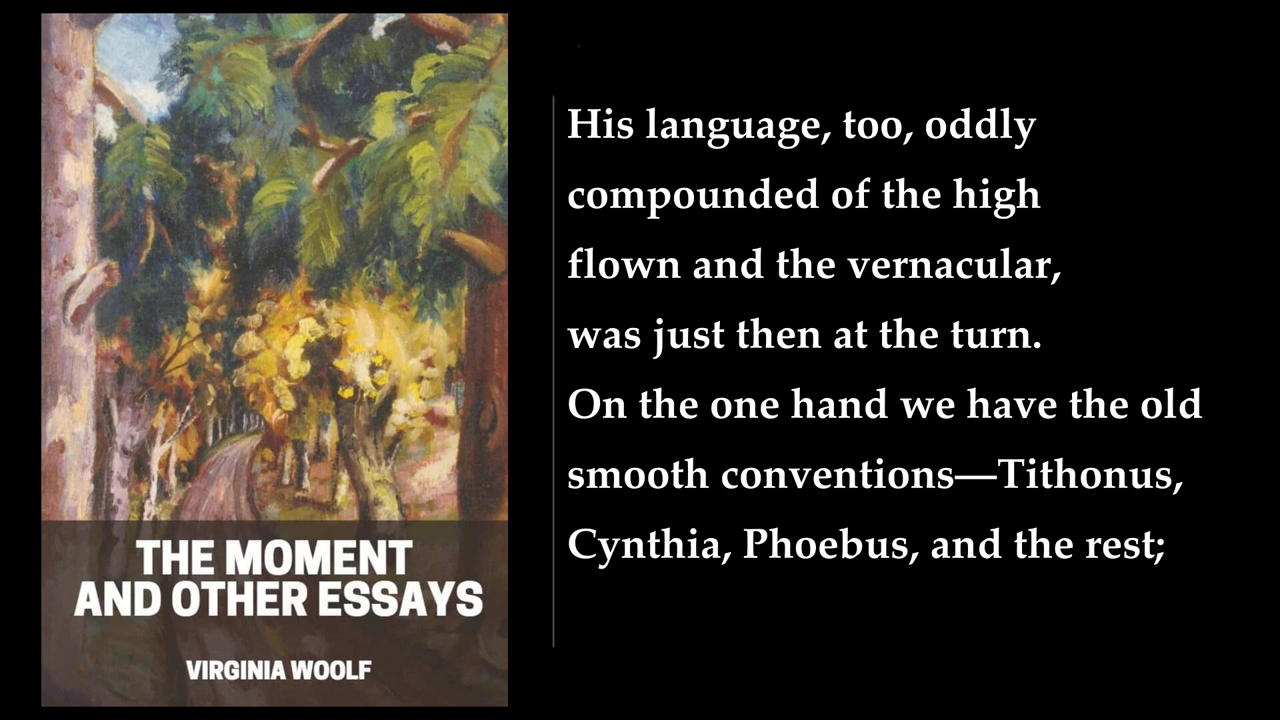 THE MOMENT
AND OTHER ESSAYS
VIRGINIA WOOLF
His language, too, oddly
compounded of the high
flown and the vernacular,
was just then at the turn.
On the one hand we have the old
smooth conventions—Tithonus,
Cynthia, Phoebus, and the rest;